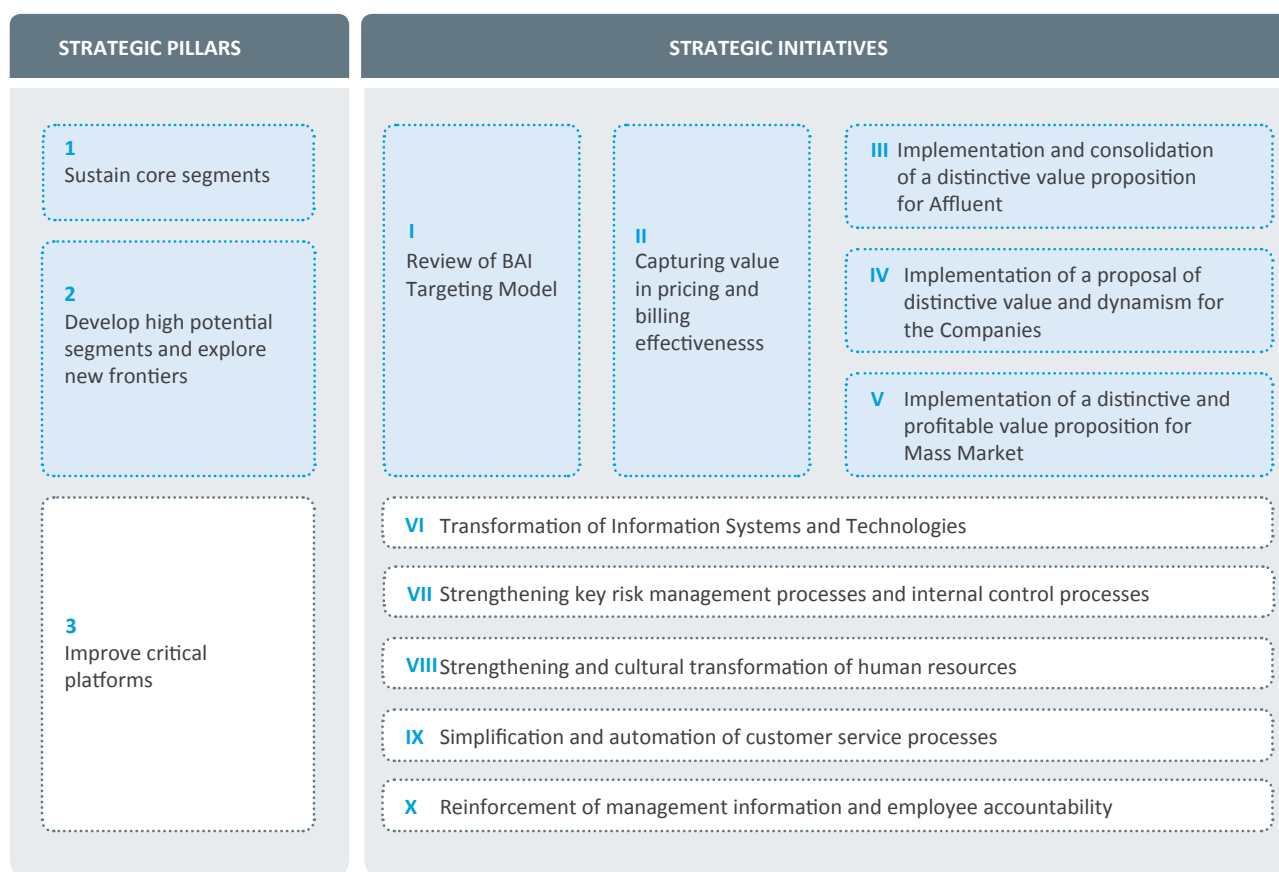 STRATEGIC PILLARS
STRATEGIC INITIATIVES
1
Sustain core segments
2
Develop high potential
segments and explore
new frontiers
3
Improve critical
platforms
I
Review of BAI
Targeting Model
II
Capturing value
in pricing and
billing
effectivenesss
III Implementation and consolidation
of a distinctive value proposition
for Affluent
IV Implementation of a proposal of
distinctive value and dynamism for
the Companies
V Implementation of a distinctive and
profitable value proposition for
Mass Market
VI Transformation of Information Systems and Technologies
VII Strengthening key risk management processes and internal control processes
VIII Strengthening and cultural transformation of human resources
IX Simplification and automation of customer service processes
X Reinforcement of management information and employee accountability